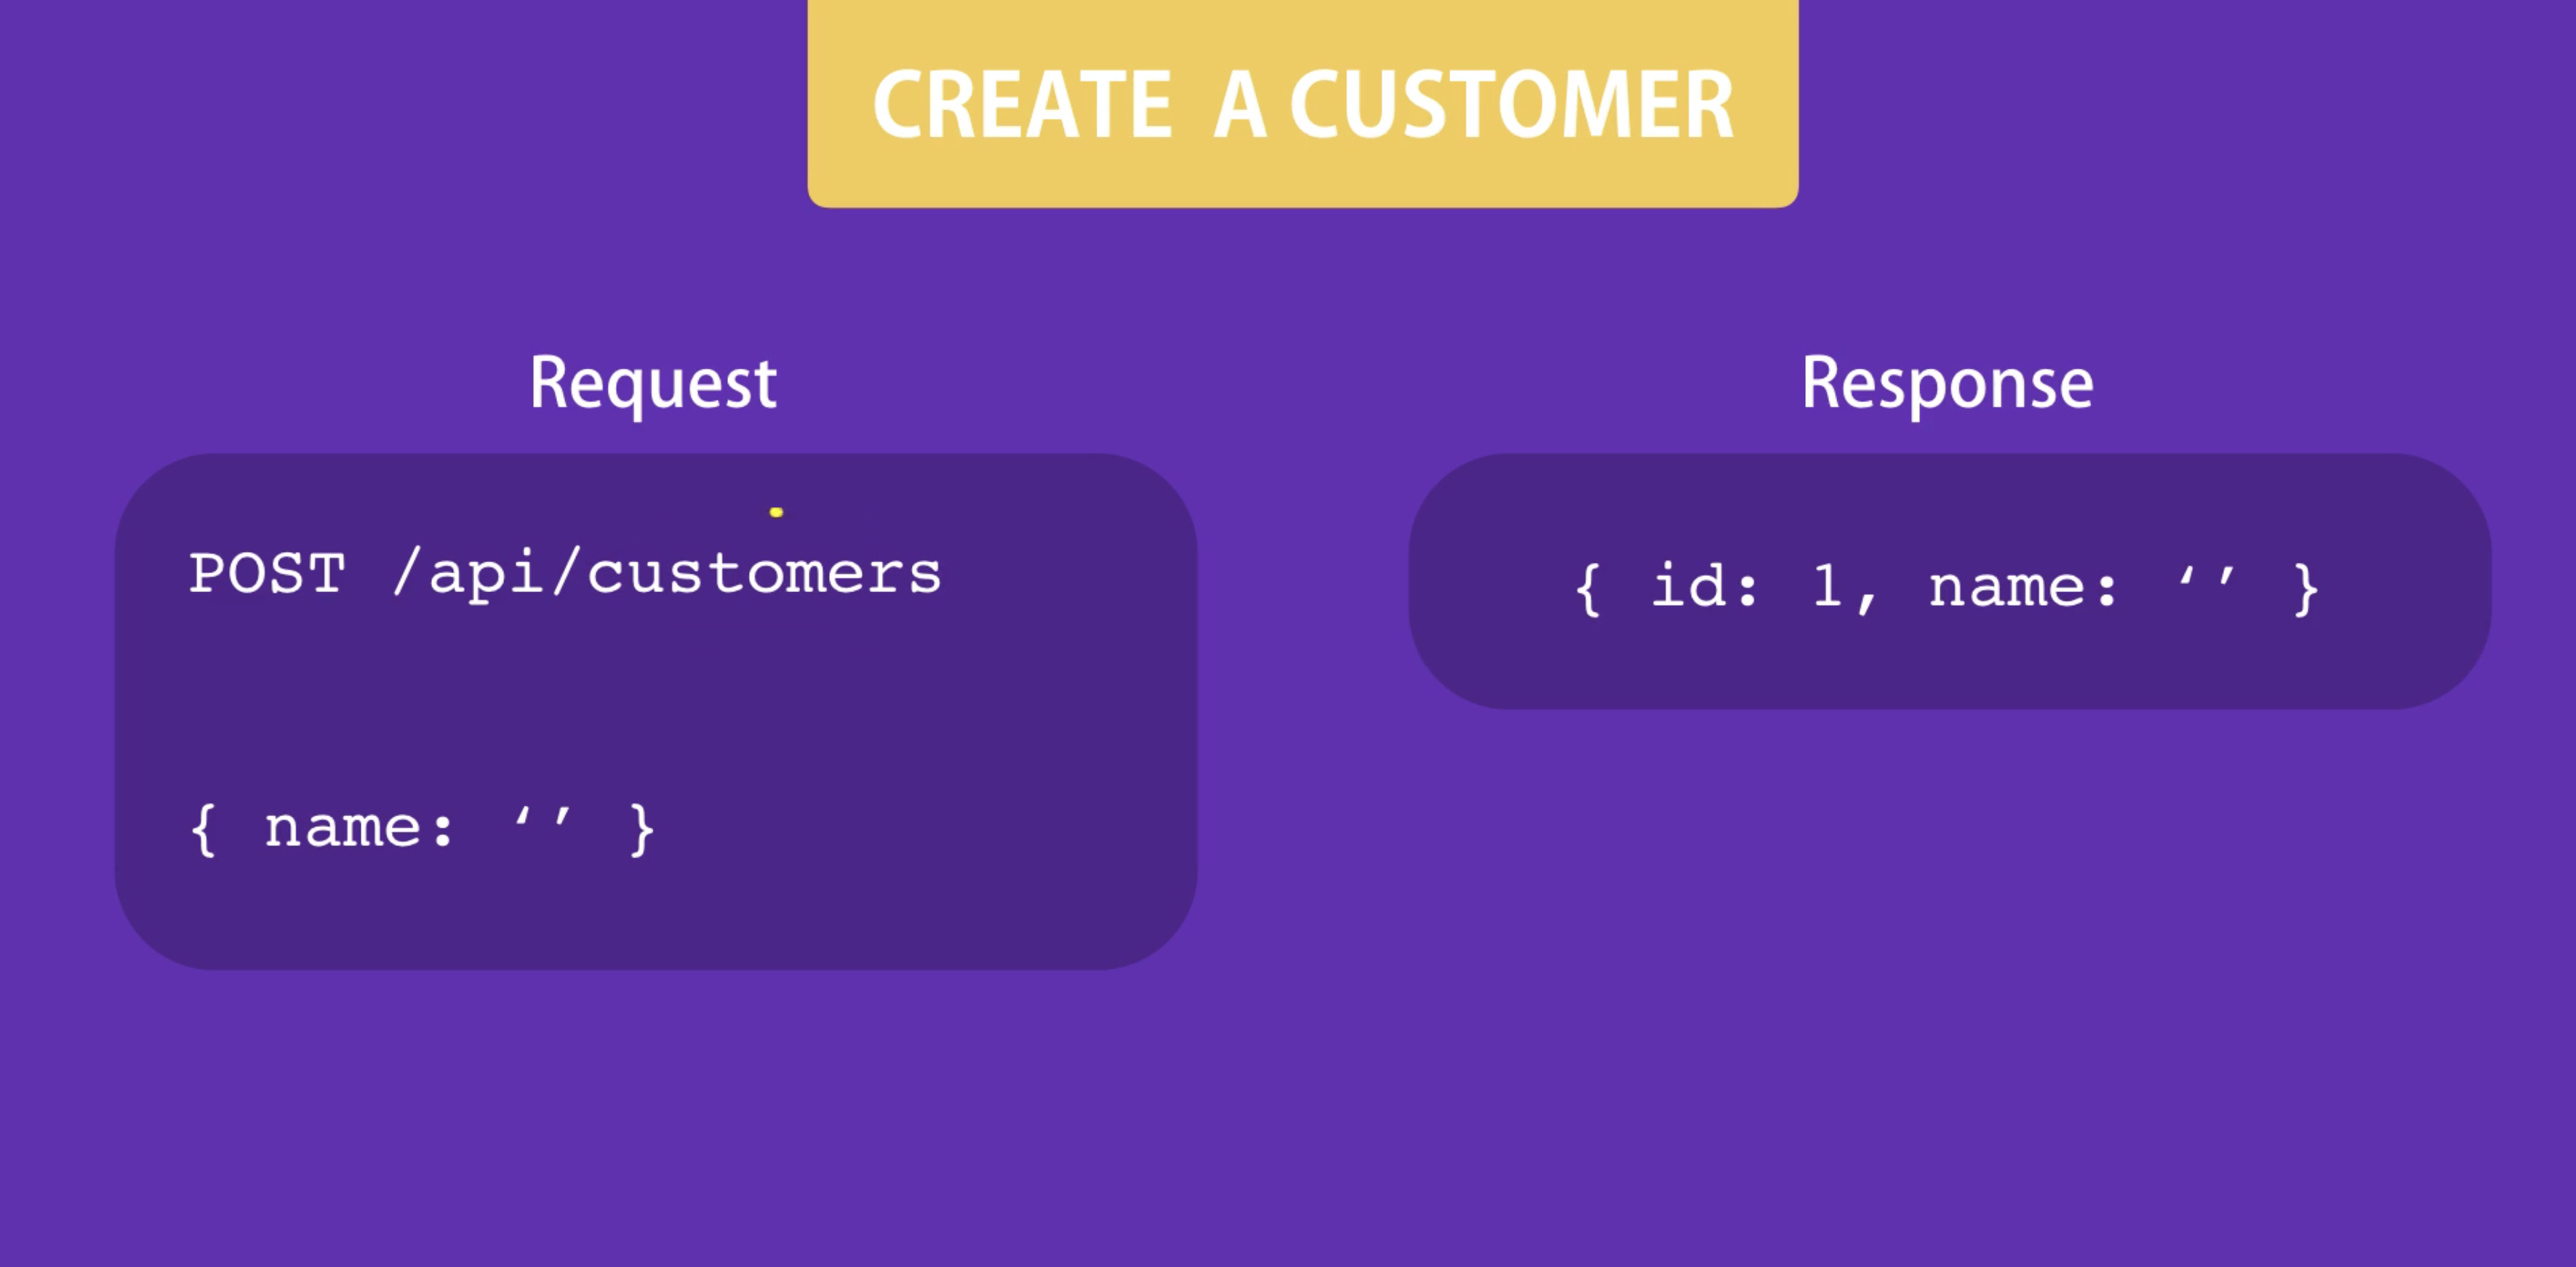 CREATE A CUSTOMER
Request
POST /api/customers
{ name: ‘’ }
Response
{ id: 1, name: ‘’ }